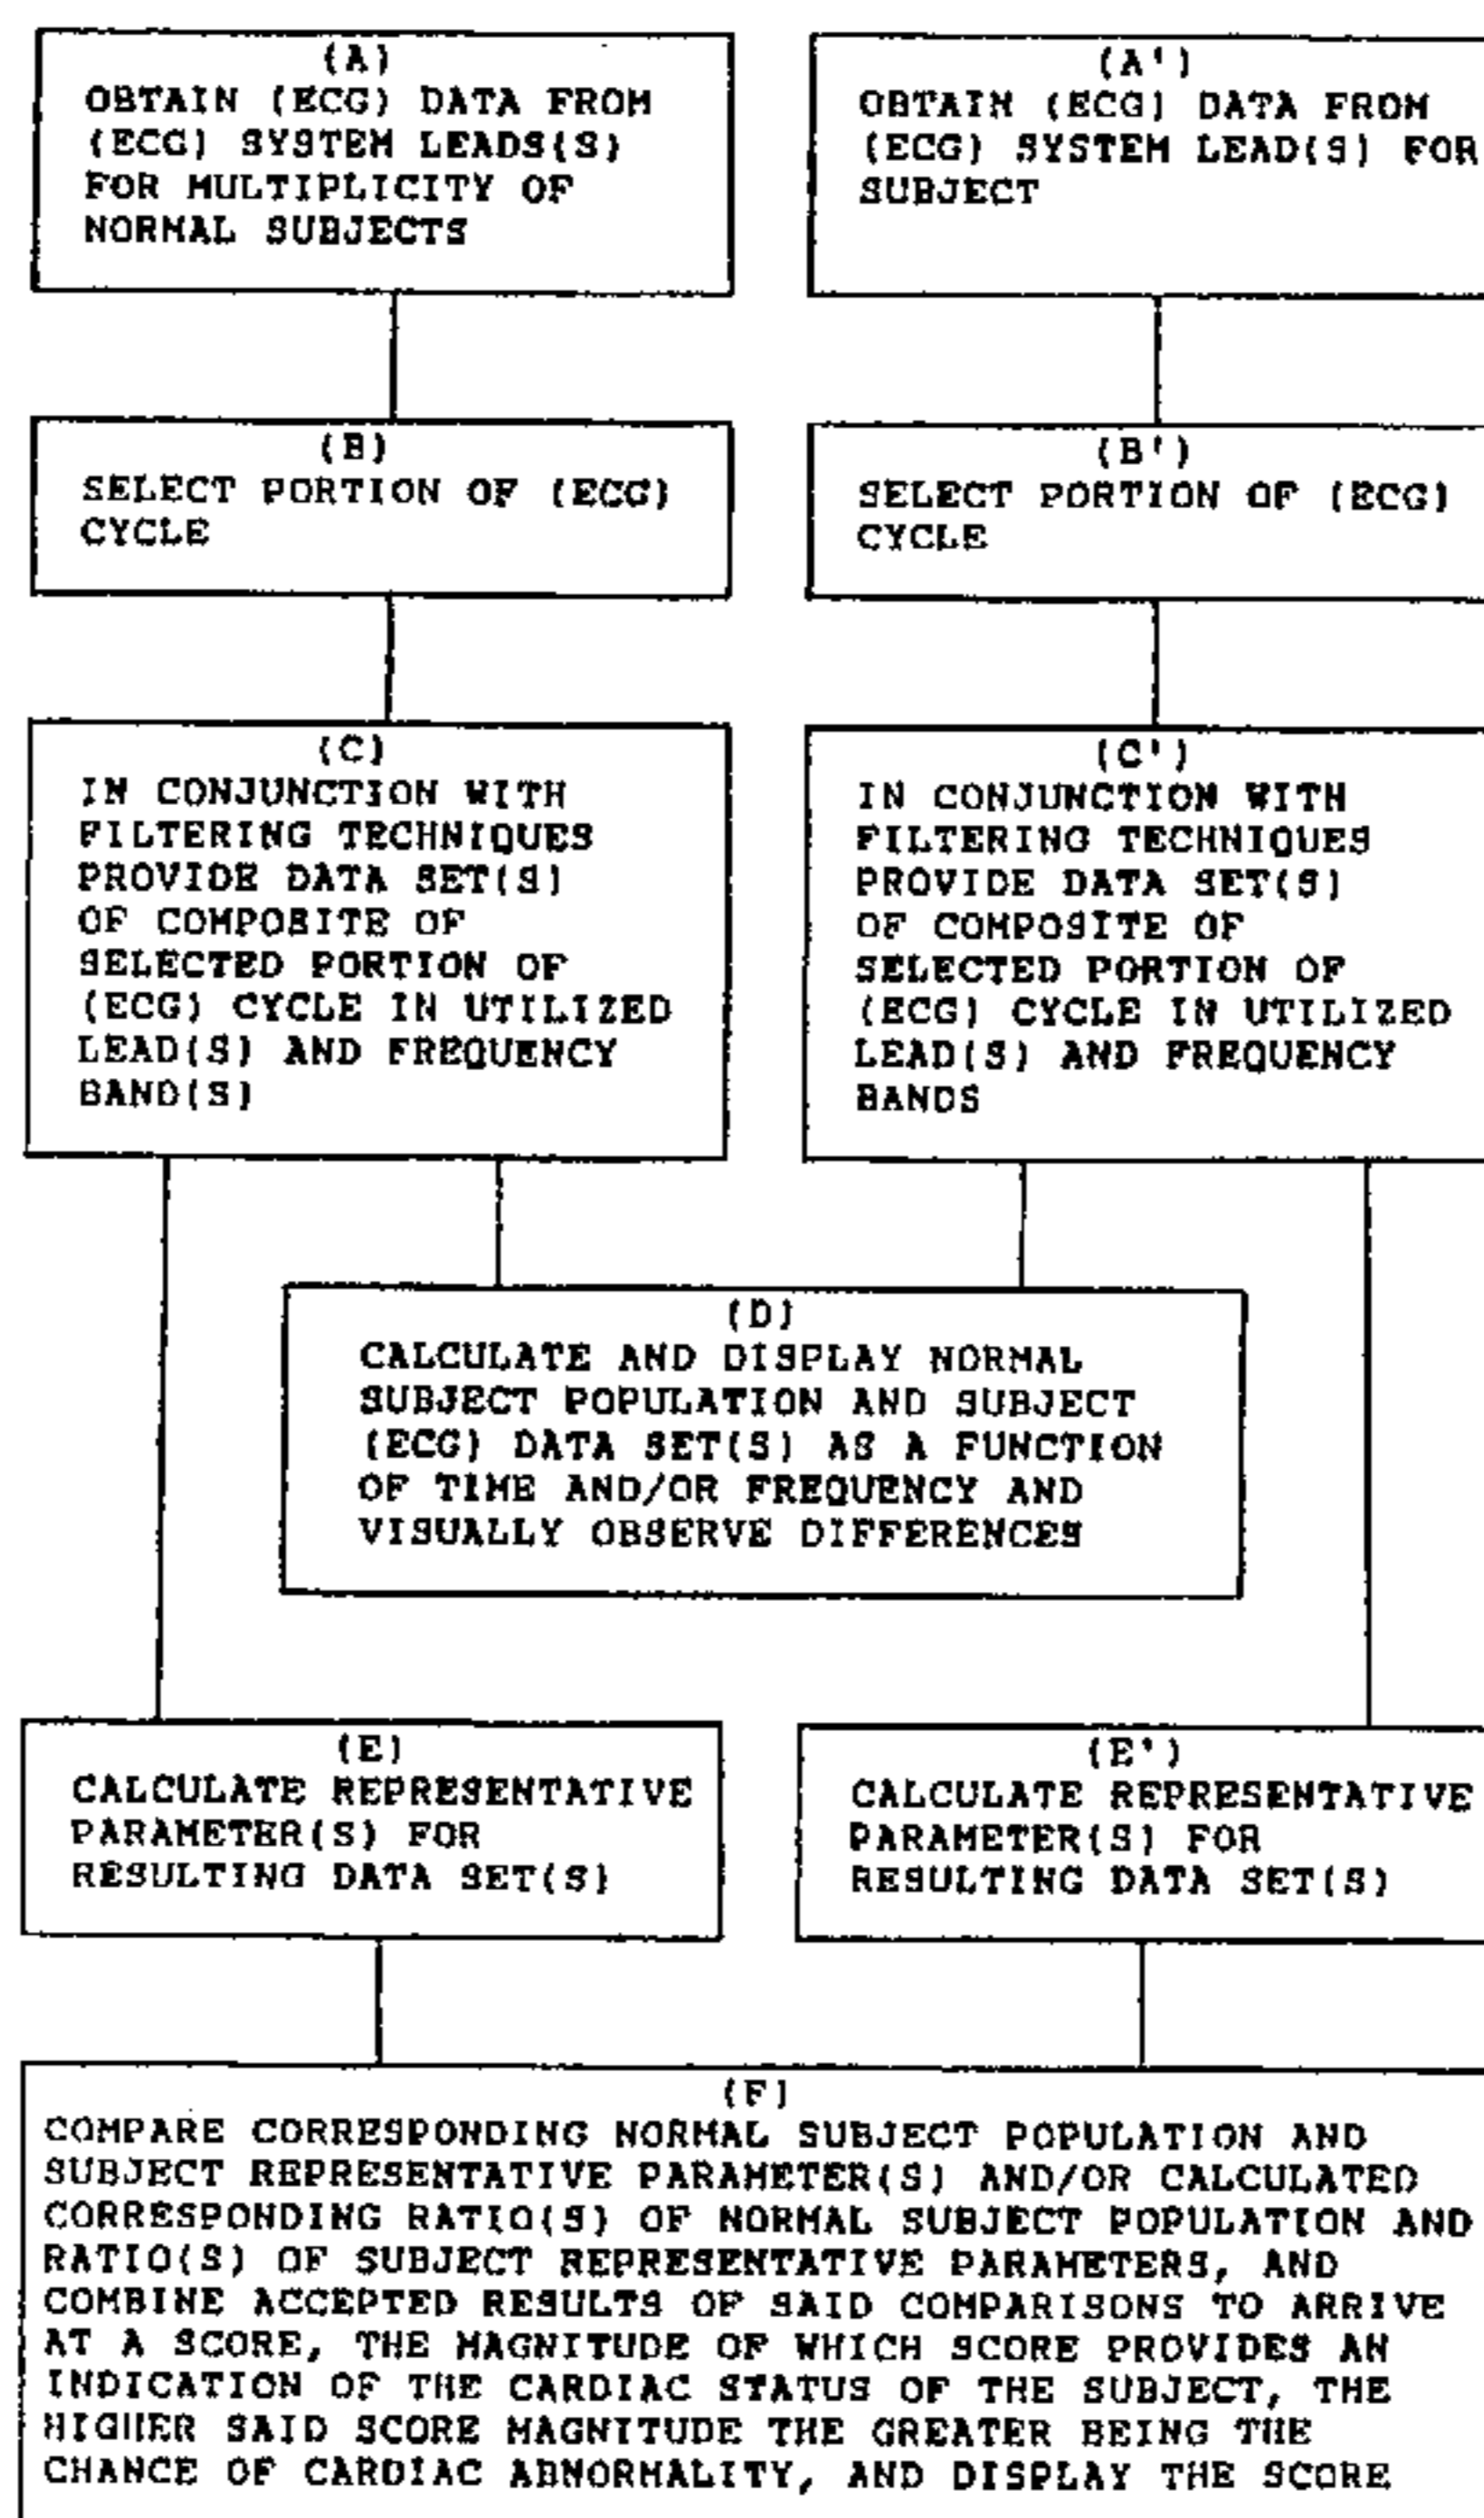 (A)
OBTAIN (ECG) DATA FROM
(ECG) SYSTEM LEADS(S)
FOR MULTIPLICITY OF
NORMAL SUBJECTS
(A')
OBTAIN (ECG) DATA FROM
(ECG) SYSTEM LEAD(S) FOR
SUBJECT
(B)
SELECT PORTION OF (ECG)
CYCLE
(B')
SELECT PORTION OF (ECG)
CYCLE
(C)
IN CONJUNCTION WITH
FILTERING TECHNIQUES
PROVIDE DATA SET(S)
OF COMPOSITE OF
SELECTED PORTION OF
(ECG) CYCLE IN UTILIZED
LEAD(S) AND FREQUENCY
BAND(S)
(C')
IN CONJUNCTION WITH
FILTERING TECHNIQUES
PROVIDE DATA SET(S)
OF COMPOSITE OF
SELECTED PORTION OF
(ECG) CYCLE IN UTILIZED
LEAD(S) AND FREQUENCY
BANDS
(D)
CALCULATE AND DISPLAY NORMAL
SUBJECT POPULATION AND SUBJECT
(ECG) DATA SET(S) AS A FUNCTION
OF TIME AND/OR FREQUENCY AND
VISUALLY OBSERVE DIFFERENCES
(E)
CALCULATE REPRESENTATIVE
PARAMETER(S) FOR
RESULTING DATA SET(S)
(E')
CALCULATE REPRESENTATIVE
PARAMETER(S) FOR
RESULTING DATA SET(S)
(F)
COMPARE CORRESPONDING NORMAL SUBJECT POPULATION AND
SUBJECT REPRESENTATIVE PARAMETER(S) AND/OR CALCULATED
CORRESPONDING RATIO(S) OF NORMAL SUBJECT POPULATION AND
RATIO(S) OF SUBJECT REPRESENTATIVE PARAMETERS, AND
COMBINE ACCEPTED RESULTS OF SAID COMPARISONS TO ARRIVE
AT A SCORE, THE MAGNITUDE OF WHICH SCORE PROVIDES AN
INDICATION OF THE CARDIAC STATUS OF THE SUBJECT, THE
HIGHER SAID SCORE MAGNITUDE THE GREATER BEING THE
CHANCE OF CARDIAC ABNORMALITY, AND DISPLAY THE SCORE